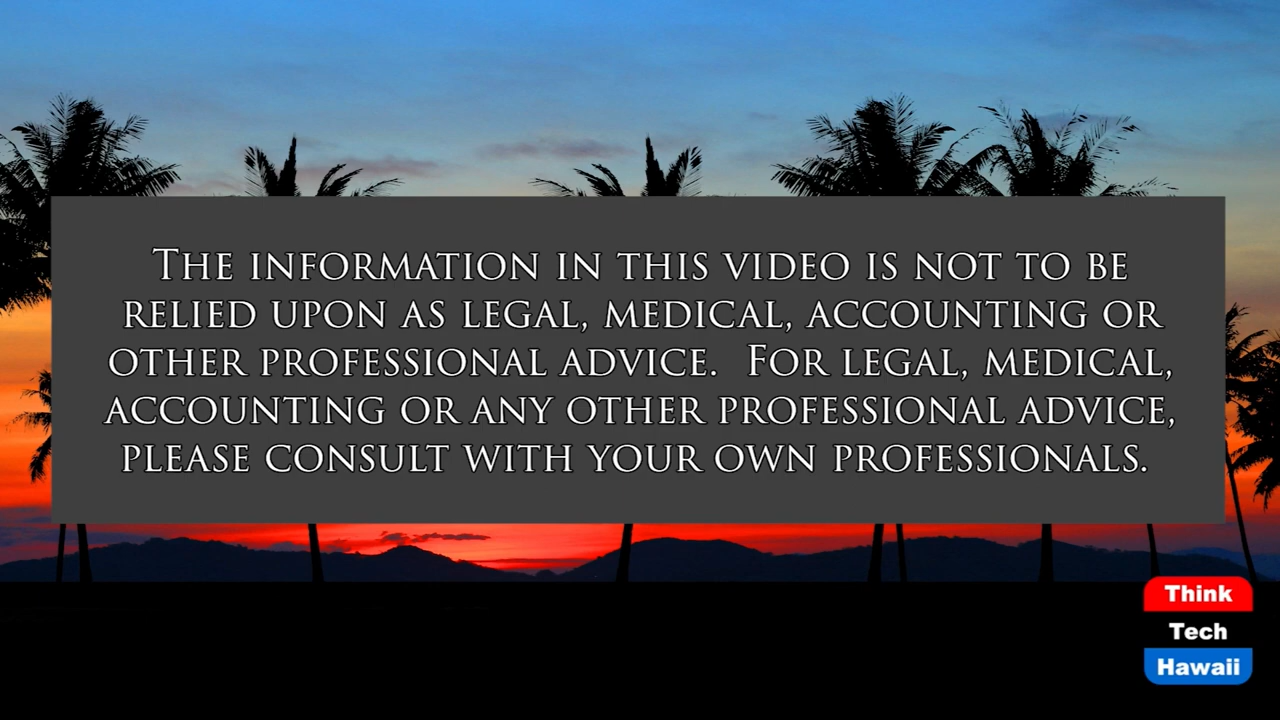 The information in this video is not to be
relied upon as legal, medical, accounting or
other professional advice.  For legal, medical,
accounting or any other professional advice,
please consult with your own professionals.
Think
Tech
Hawaii